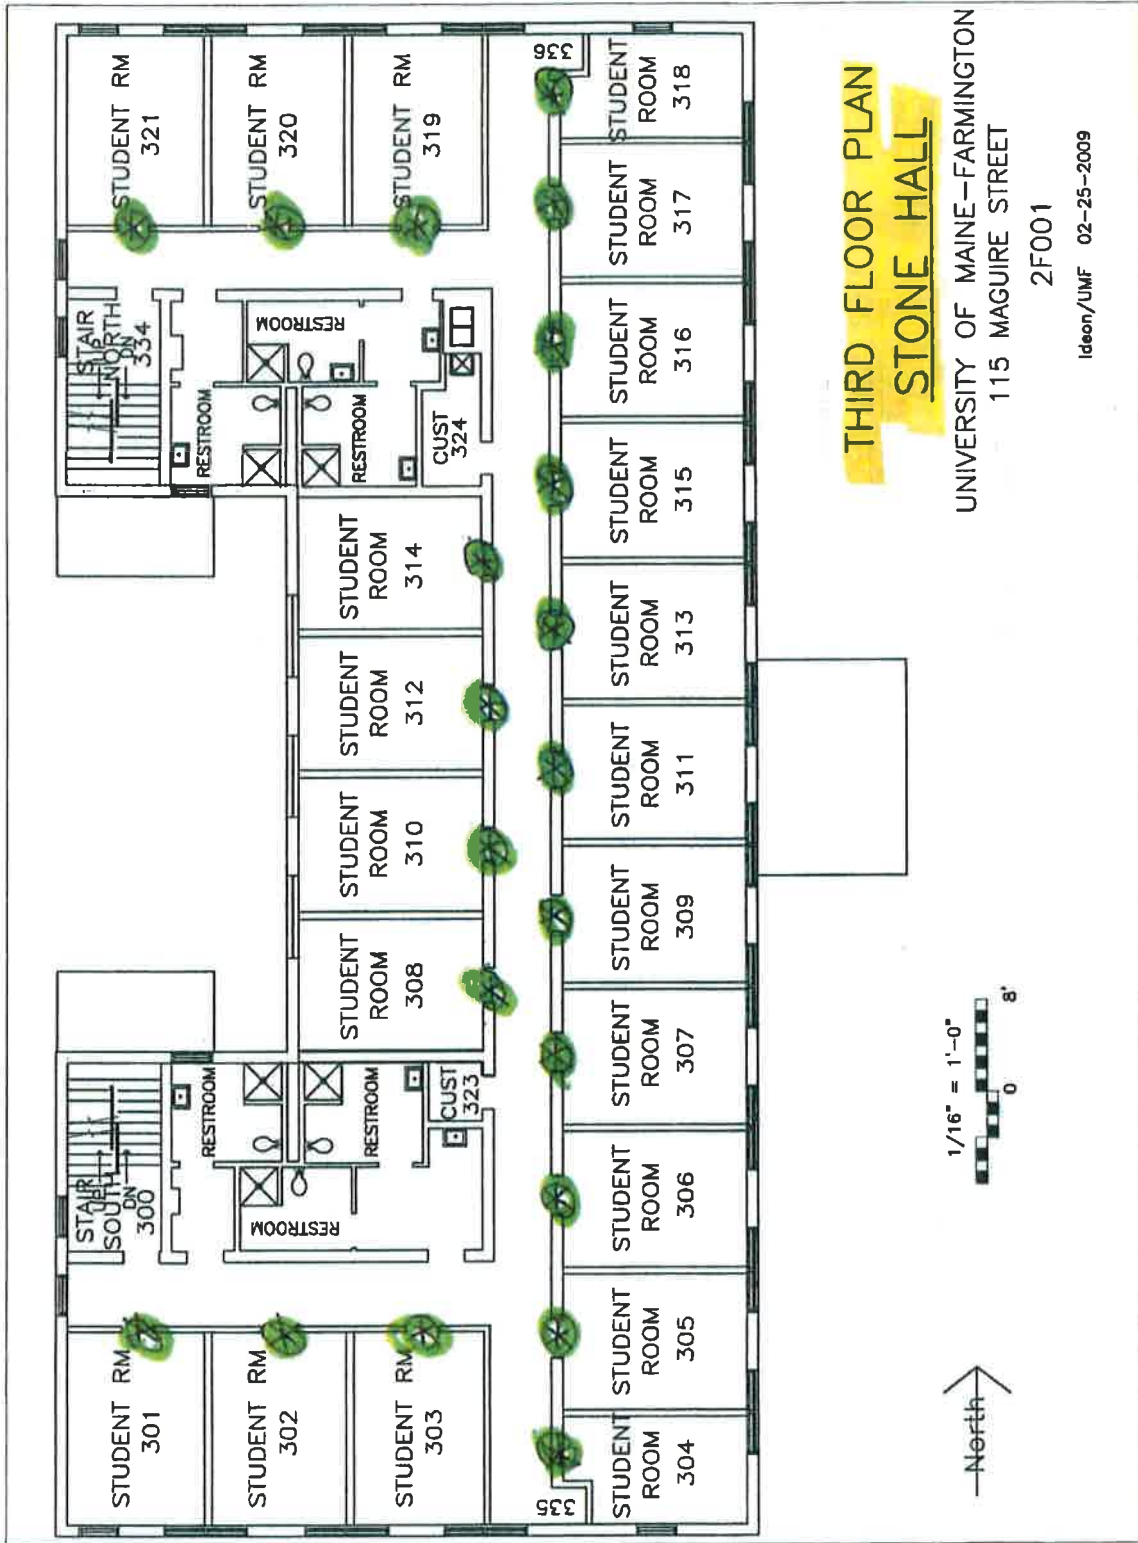 STUDENT RM
321
STUDENT RM
320
STUDENT RM
319
336
STUDENT
ROOM
318
STUDENT
ROOM
317
STUDENT
ROOM
316
STUDENT
ROOM
315
STUDENT
ROOM
313
STUDENT
ROOM
311
STUDENT
ROOM
309
STUDENT
ROOM
307
STUDENT
ROOM
306
STUDENT
ROOM
305
STUDENT
ROOM
304
335
STAIR
UP
NORTH
DN
334
RESTROOM
RESTROOM
RESTROOM
CUST
324
STUDENT
ROOM
314
STUDENT
ROOM
312
STUDENT
ROOM
310
STUDENT
ROOM
308
STAIR
UP
SOUTH
DN
300
RESTROOM
RESTROOM
RESTROOM
CUST
323
STUDENT RM
301
STUDENT RM
302
STUDENT RM
303
THIRD FLOOR PLAN
STONE HALL
UNIVERSITY OF MAINE-FARMINGTON
115 MAGUIRE STREET
2F001
Ideon/UMF 02-25-2009
1/16" = 1'-0"
0 8'
North